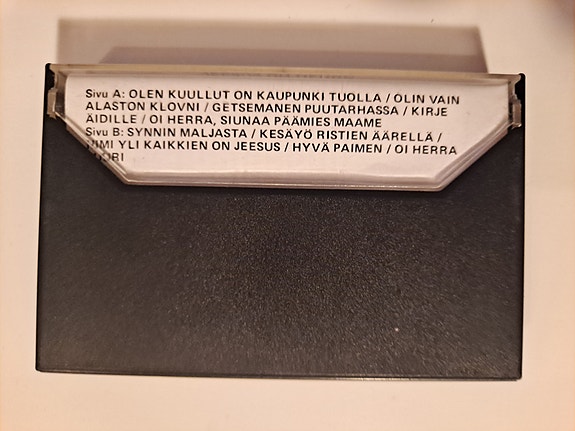 Sivu A: OLEN KUULLUT ON KAUPUNKI TUOLLA / OLIN VAIN
ALASTON KLOVNI / GETSEMANEN PUUTARHASSA / KIRJE
ÄIDILLE / OI HERRA, SIUNAA PÄÄMIES MAAME
Sivu B: SYNNIN MALJASTA / KESÄYÖ RISTIEN ÄÄRELLÄ /
NIMI YLI KAIKKIEN ON JEESUS / HYVÄ PAIMEN / OI HERRA